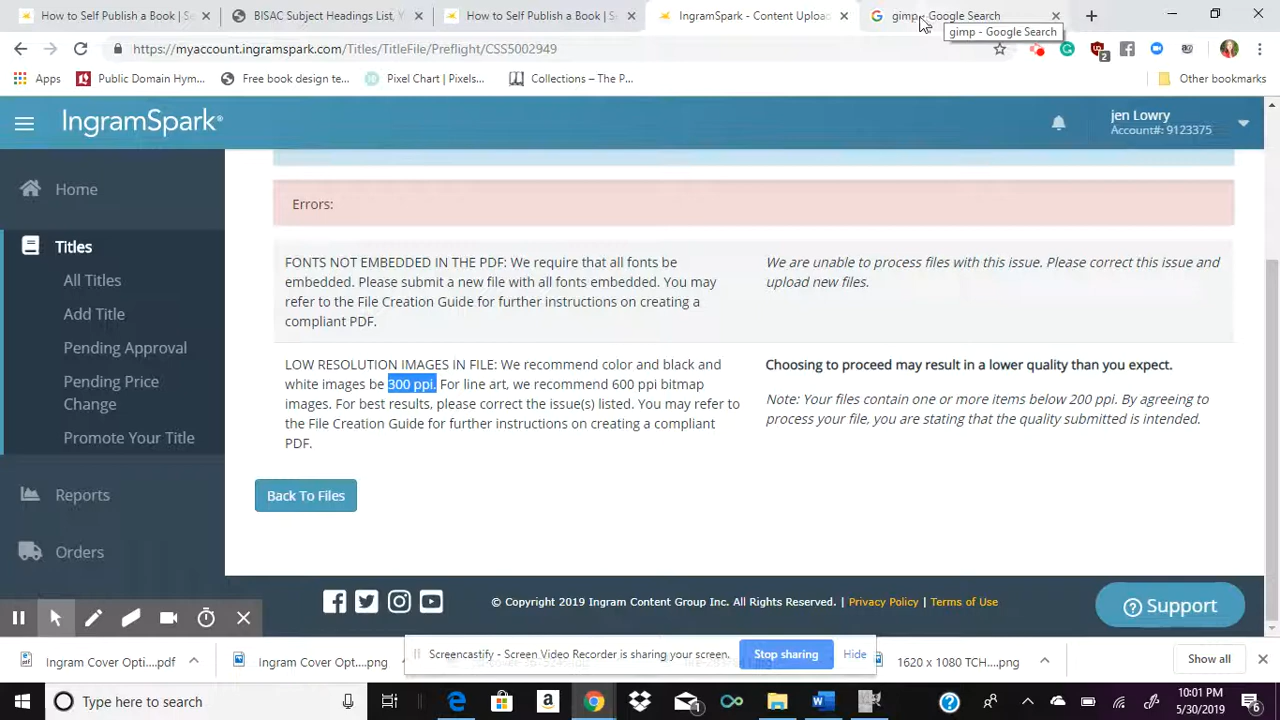 How to Self Publish a Book | Se
BISAC Subject Headings List, Y
How to Self Publish a Book | Se
IngramSpark - Content Upload
gimp - Google Search
gimp - Google Search
https://myaccount.ingramspark.com/Titles/TitleFile/Preflight/CSS5002949
2
Apps
Public Domain Hym...
Free book design te...
Pixel Chart | Pixels...
Collections – The P...
Other bookmarks
IngramSpark®
jen Lowry
Account#: 9123375
Home
Titles
All Titles
Add Title
Pending Approval
Pending Price
Change
Promote Your Title
Reports
Orders
Errors:
FONTS NOT EMBEDDED IN THE PDF: We require that all fonts be
embedded. Please submit a new file with all fonts embedded. You may
refer to the File Creation Guide for further instructions on creating a
compliant PDF.
We are unable to process files with this issue. Please correct this issue and
upload new files.
LOW RESOLUTION IMAGES IN FILE: We recommend color and black and
white images be 300 ppi. For line art, we recommend 600 ppi bitmap
images. For best results, please correct the issue(s) listed. You may refer to
the File Creation Guide for further instructions on creating a compliant
PDF.
Choosing to proceed may result in a lower quality than you expect.
Note: Your files contain one or more items below 200 ppi. By agreeing to
process your file, you are stating that the quality submitted is intended.
Back To Files
© Copyright 2019 Ingram Content Group Inc. All Rights Reserved. | Privacy Policy | Terms of Use
Support
Screencastify - Screen Video Recorder is sharing your screen.
Stop sharing
Hide
Ingram Cover Opti....pdf
Ingram Cover Opt....png
1620 x 1080 TCH....png
Show all
Type here to search
1
10:01 PM
5/30/2019
6